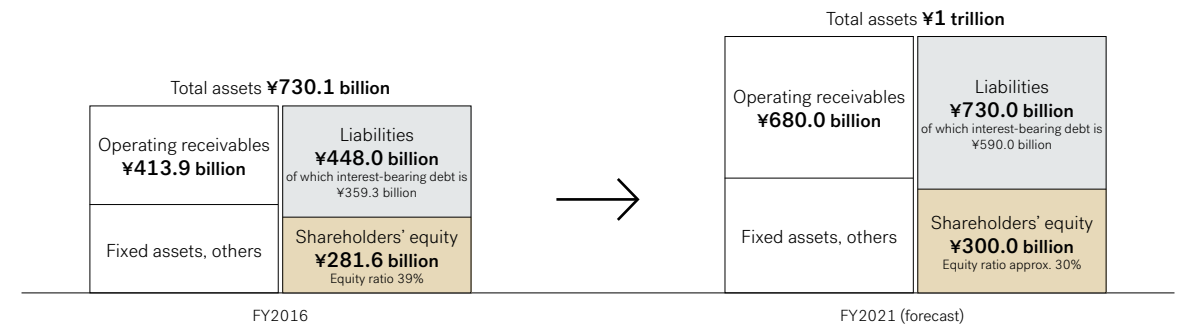 Total assets ¥730.1 billion
Operating receivables
¥413.9 billion
Fixed assets, others
Liabilities
¥448.0 billion
of which interest-bearing debt is
¥359.3 billion
Shareholders’ equity
¥281.6 billion
Equity ratio 39%
FY2016
Total assets ¥1 trillion
Operating receivables
¥680.0 billion
Fixed assets, others
Liabilities
¥730.0 billion
of which interest-bearing debt is
¥590.0 billion
Shareholders’ equity
¥300.0 billion
Equity ratio approx. 30%
FY2021 (forecast)